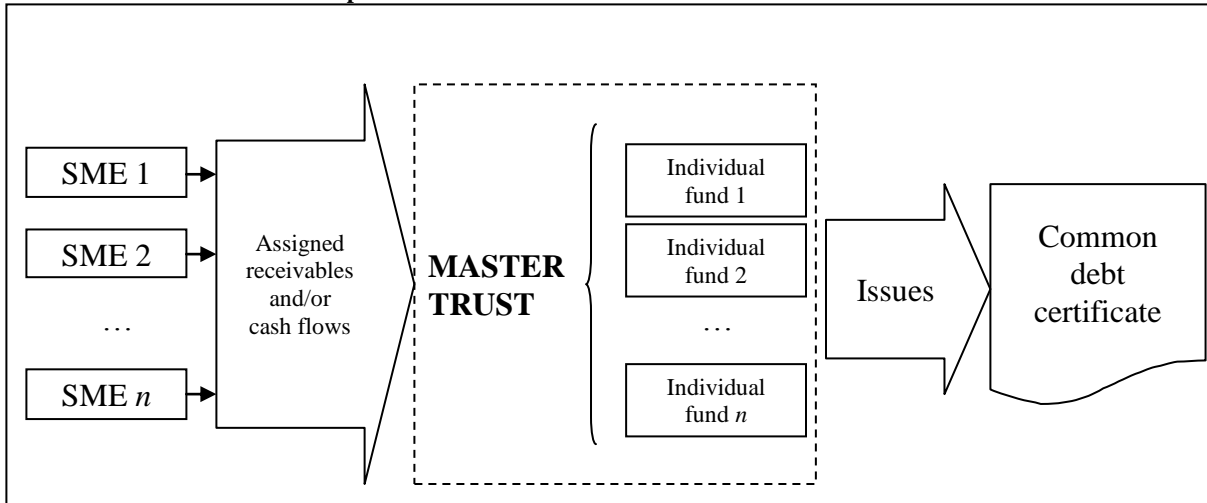 SME 1
SME 2
…
SME n
Assigned
receivables
and/or
cash flows
MASTER
TRUST
Individual
fund 1
Individual
fund 2
…
Individual
fund n
Issues
Common
debt
certificate